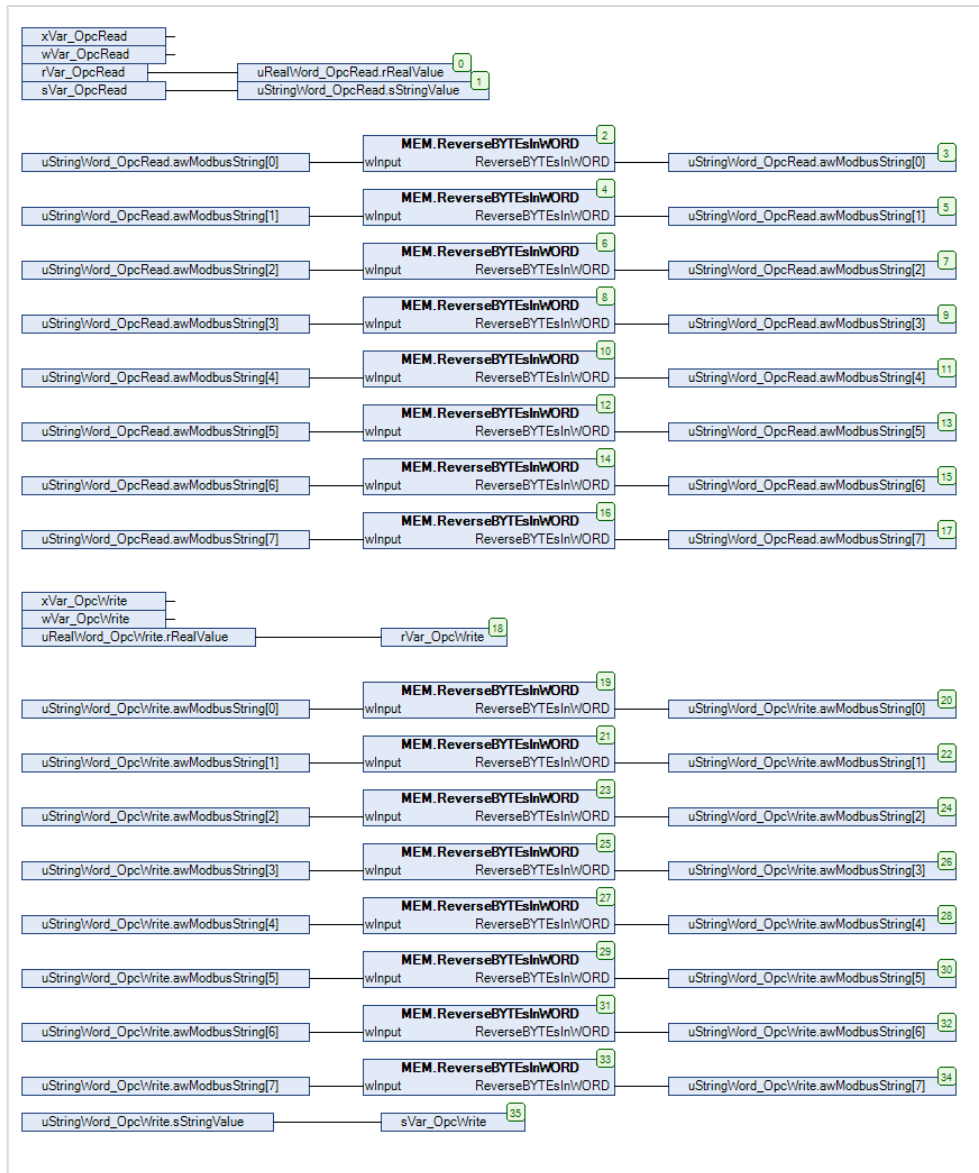 xVar_OpcRead
wVar_OpcRead
rVar_OpcRead uRealWord_OpcRead.rRealValue 0
sVar_OpcRead uStringWord_OpcRead.sStringValue 1
MEM.ReverseBYTEsInWORD 2
uStringWord_OpcRead.awModbusString[0] wInput ReverseBYTEsInWORD uStringWord_OpcRead.awModbusString[0] 3
MEM.ReverseBYTEsInWORD 4
uStringWord_OpcRead.awModbusString[1] wInput ReverseBYTEsInWORD uStringWord_OpcRead.awModbusString[1] 5
MEM.ReverseBYTEsInWORD 6
uStringWord_OpcRead.awModbusString[2] wInput ReverseBYTEsInWORD uStringWord_OpcRead.awModbusString[2] 7
MEM.ReverseBYTEsInWORD 8
uStringWord_OpcRead.awModbusString[3] wInput ReverseBYTEsInWORD uStringWord_OpcRead.awModbusString[3] 9
MEM.ReverseBYTEsInWORD 10
uStringWord_OpcRead.awModbusString[4] wInput ReverseBYTEsInWORD uStringWord_OpcRead.awModbusString[4] 11
MEM.ReverseBYTEsInWORD 12
uStringWord_OpcRead.awModbusString[5] wInput ReverseBYTEsInWORD uStringWord_OpcRead.awModbusString[5] 13
MEM.ReverseBYTEsInWORD 14
uStringWord_OpcRead.awModbusString[6] wInput ReverseBYTEsInWORD uStringWord_OpcRead.awModbusString[6] 15
MEM.ReverseBYTEsInWORD 16
uStringWord_OpcRead.awModbusString[7] wInput ReverseBYTEsInWORD uStringWord_OpcRead.awModbusString[7] 17
xVar_OpcWrite
wVar_OpcWrite
uRealWord_OpcWrite.rRealValue rVar_OpcWrite 18
MEM.ReverseBYTEsInWORD 19
uStringWord_OpcWrite.awModbusString[0] wInput ReverseBYTEsInWORD uStringWord_OpcWrite.awModbusString[0] 20
MEM.ReverseBYTEsInWORD 21
uStringWord_OpcWrite.awModbusString[1] wInput ReverseBYTEsInWORD uStringWord_OpcWrite.awModbusString[1] 22
MEM.ReverseBYTEsInWORD 23
uStringWord_OpcWrite.awModbusString[2] wInput ReverseBYTEsInWORD uStringWord_OpcWrite.awModbusString[2] 24
MEM.ReverseBYTEsInWORD 25
uStringWord_OpcWrite.awModbusString[3] wInput ReverseBYTEsInWORD uStringWord_OpcWrite.awModbusString[3] 26
MEM.ReverseBYTEsInWORD 27
uStringWord_OpcWrite.awModbusString[4] wInput ReverseBYTEsInWORD uStringWord_OpcWrite.awModbusString[4] 28
MEM.ReverseBYTEsInWORD 29
uStringWord_OpcWrite.awModbusString[5] wInput ReverseBYTEsInWORD uStringWord_OpcWrite.awModbusString[5] 30
MEM.ReverseBYTEsInWORD 31
uStringWord_OpcWrite.awModbusString[6] wInput ReverseBYTEsInWORD uStringWord_OpcWrite.awModbusString[6] 32
MEM.ReverseBYTEsInWORD 33
uStringWord_OpcWrite.awModbusString[7] wInput ReverseBYTEsInWORD uStringWord_OpcWrite.awModbusString[7] 34
uStringWord_OpcWrite.sStringValue sVar_OpcWrite 35